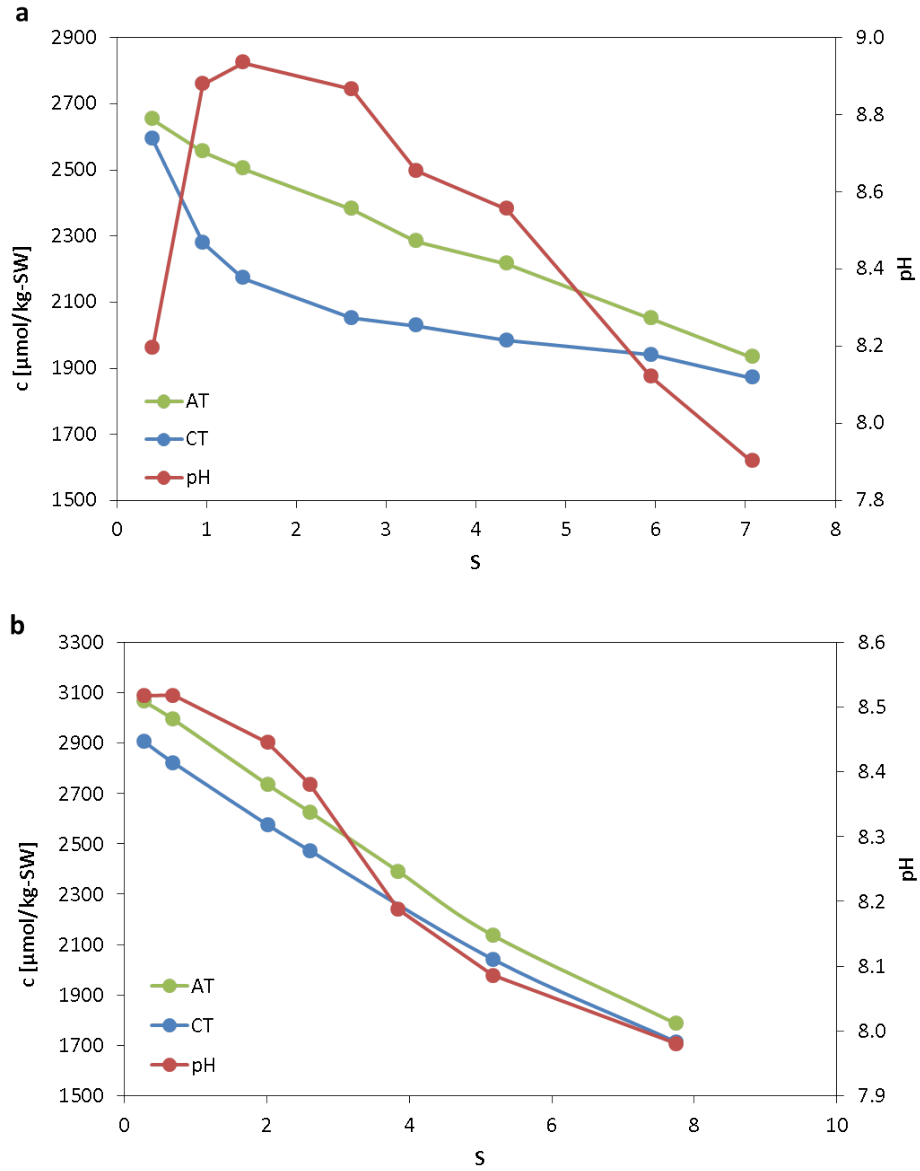 a
2900
2700
2500
2300
2100
1900
1700
1500
c [µmol/kg-SW]
9.0
8.8
8.6
8.4
8.2
8.0
7.8
pH
AT
CT
pH
0 1 2 3 4 5 6 7 8
S
b
3300
3100
2900
2700
2500
2300
2100
1900
1700
1500
c [µmol/kg-SW]
8.6
8.5
8.4
8.3
8.2
8.1
8.0
7.9
pH
AT
CT
pH
0 2 4 6 8 10
S